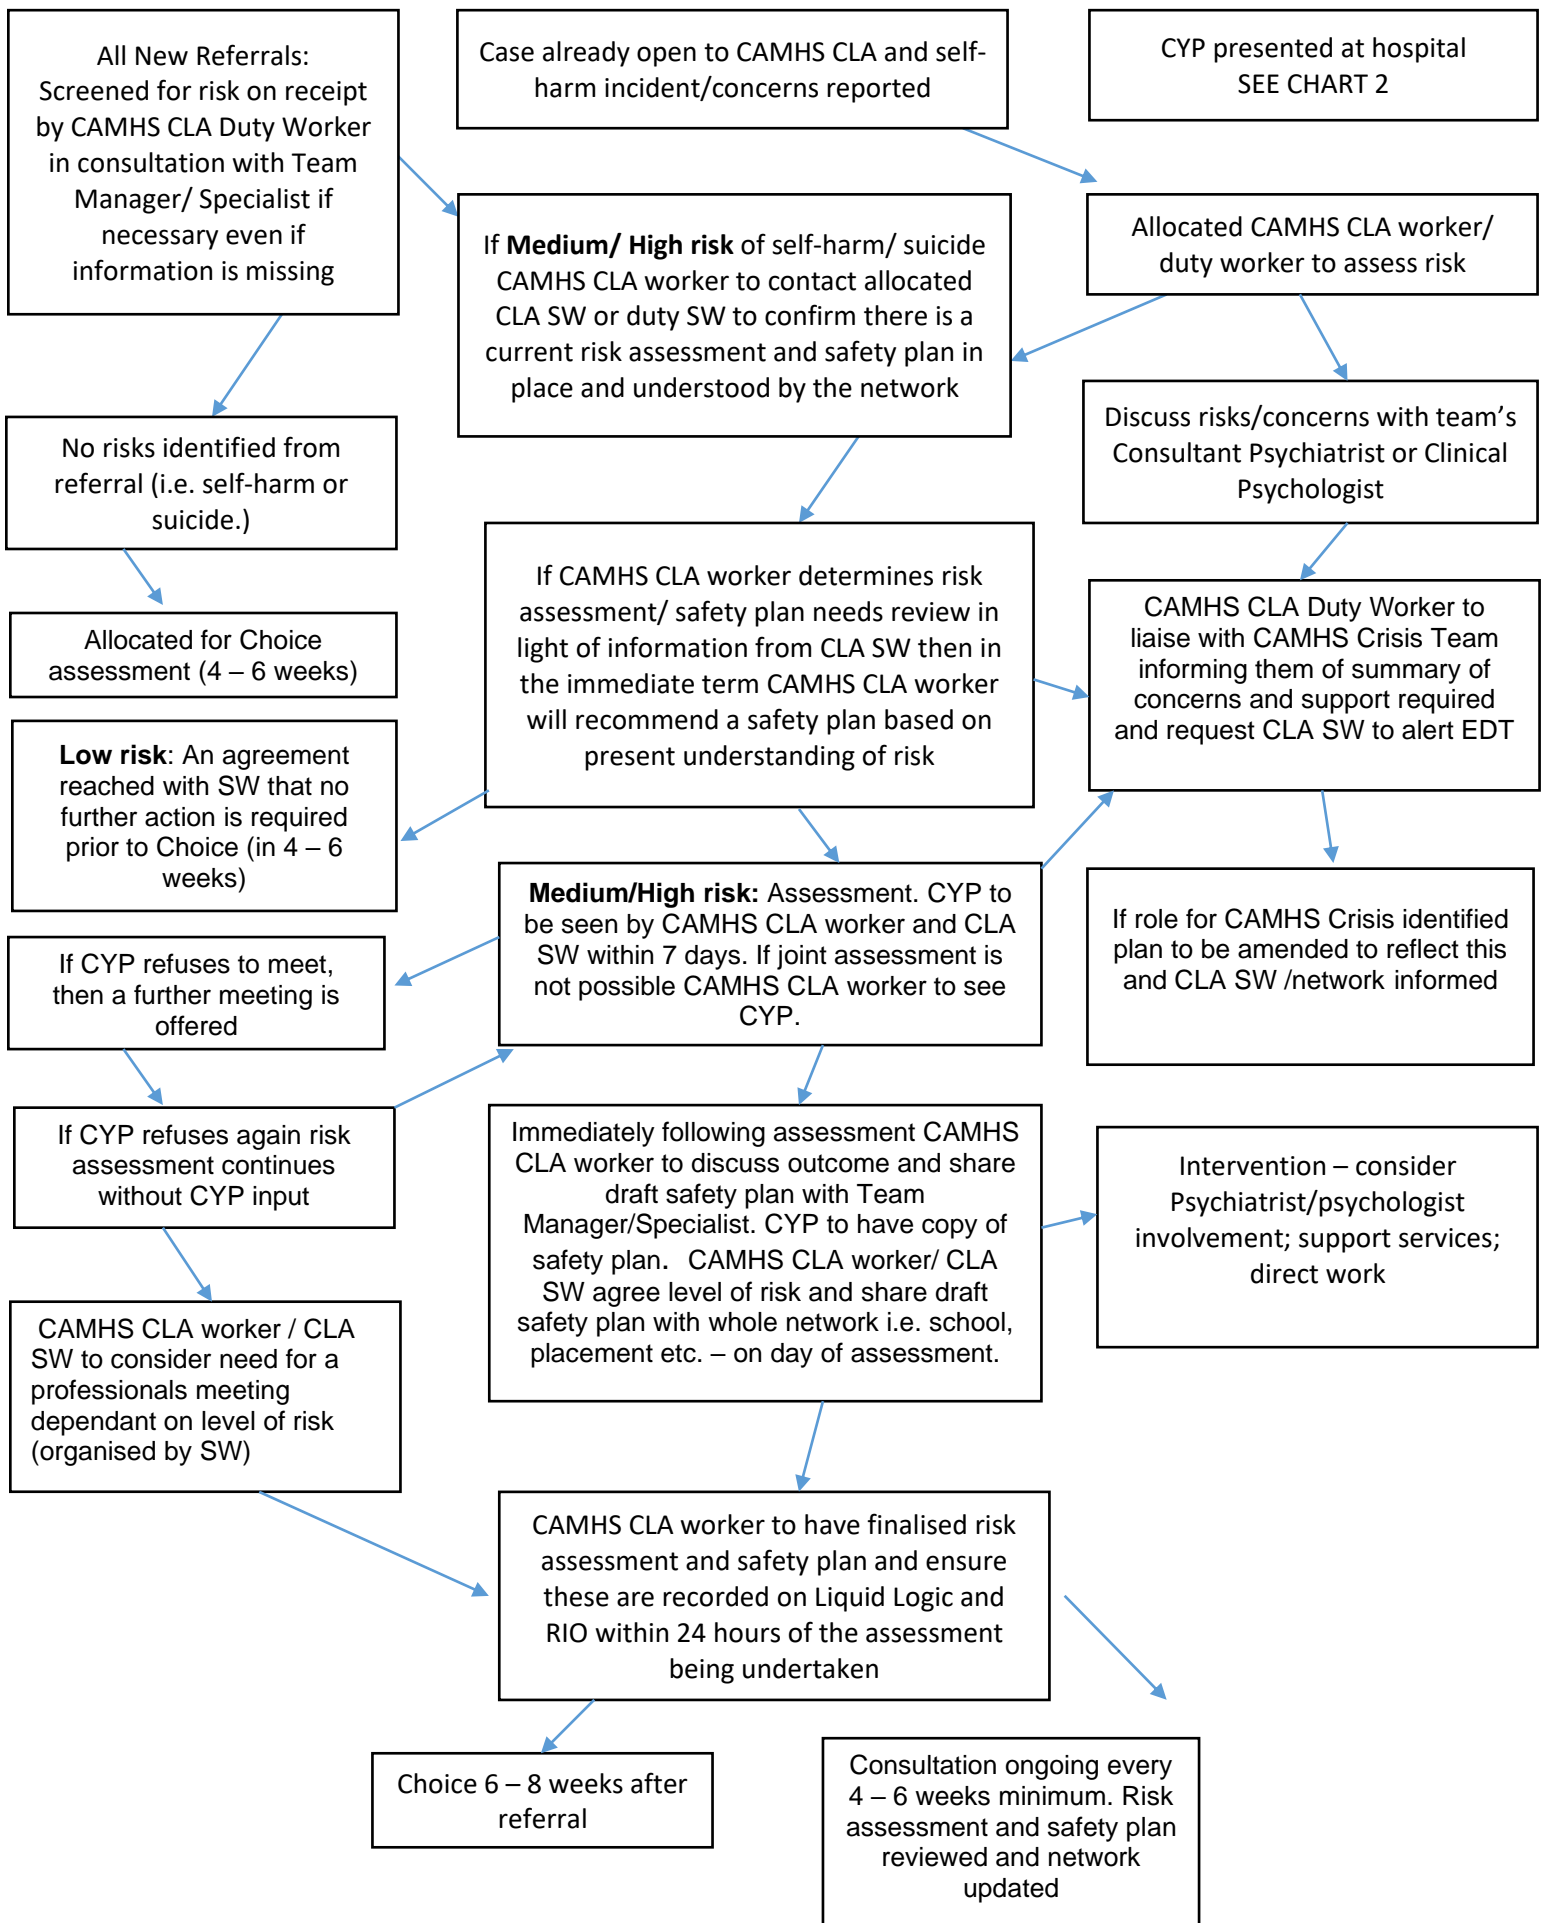 All New Referrals:
Screened for risk on receipt
by CAMHS CLA Duty Worker
in consultation with Team
Manager/ Specialist if
necessary even if
information is missing
Case already open to CAMHS CLA and self-
harm incident/concerns reported
CYP presented at hospital
SEE CHART 2
If Medium/ High risk of self-harm/ suicide
CAMHS CLA worker to contact allocated
CLA SW or duty SW to confirm there is a
current risk assessment and safety plan in
place and understood by the network
Allocated CAMHS CLA worker/
duty worker to assess risk
No risks identified from
referral (i.e. self-harm or
suicide.)
Discuss risks/concerns with team’s
Consultant Psychiatrist or Clinical
Psychologist
Allocated for Choice
assessment (4 – 6 weeks)
If CAMHS CLA worker determines risk
assessment/ safety plan needs review in
light of information from CLA SW then in
the immediate term CAMHS CLA worker
will recommend a safety plan based on
present understanding of risk
CAMHS CLA Duty Worker to
liaise with CAMHS Crisis Team
informing them of summary of
concerns and support required
and request CLA SW to alert EDT
Low risk: An agreement
reached with SW that no
further action is required
prior to Choice (in 4 – 6
weeks)
Medium/High risk: Assessment. CYP to
be seen by CAMHS CLA worker and CLA
SW within 7 days. If joint assessment is
not possible CAMHS CLA worker to see
CYP.
If role for CAMHS Crisis identified
plan to be amended to reflect this
and CLA SW /network informed
If CYP refuses to meet,
then a further meeting is
offered
If CYP refuses again risk
assessment continues
without CYP input
Immediately following assessment CAMHS
CLA worker to discuss outcome and share
draft safety plan with Team
Manager/Specialist. CYP to have copy of
safety plan. CAMHS CLA worker/ CLA
SW agree level of risk and share draft
safety plan with whole network i.e. school,
placement etc. – on day of assessment.
Intervention – consider
Psychiatrist/psychologist
involvement; support services;
direct work
CAMHS CLA worker / CLA
SW to consider need for a
professionals meeting
dependant on level of risk
(organised by SW)
CAMHS CLA worker to have finalised risk
assessment and safety plan and ensure
these are recorded on Liquid Logic and
RIO within 24 hours of the assessment
being undertaken
Choice 6 – 8 weeks after
referral
Consultation ongoing every
4 – 6 weeks minimum. Risk
assessment and safety plan
reviewed and network
updated